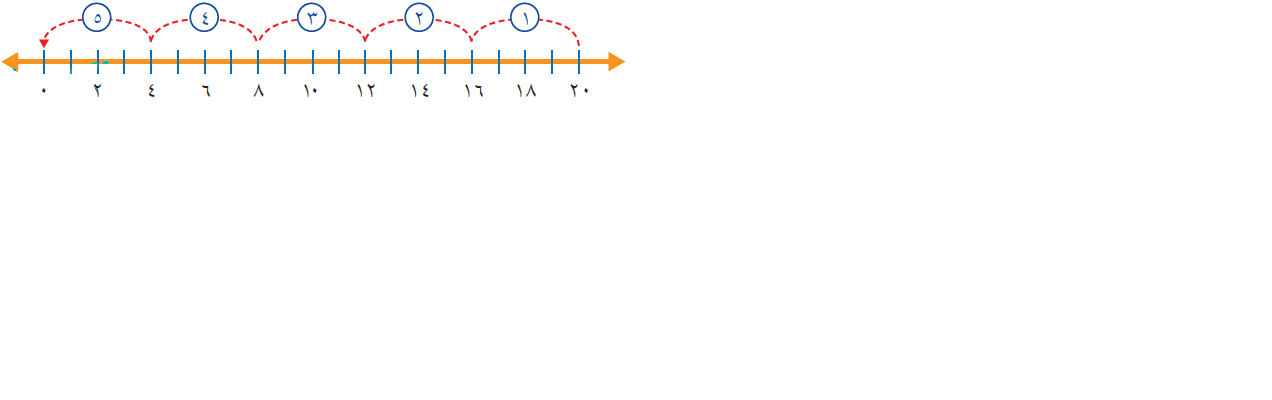 ٥ ٤ ٣ ٢ ١
٠ ٢ ٤ ٦ ٨ ١٠ ١٢ ١٤ ١٦ ١٨ ٢٠